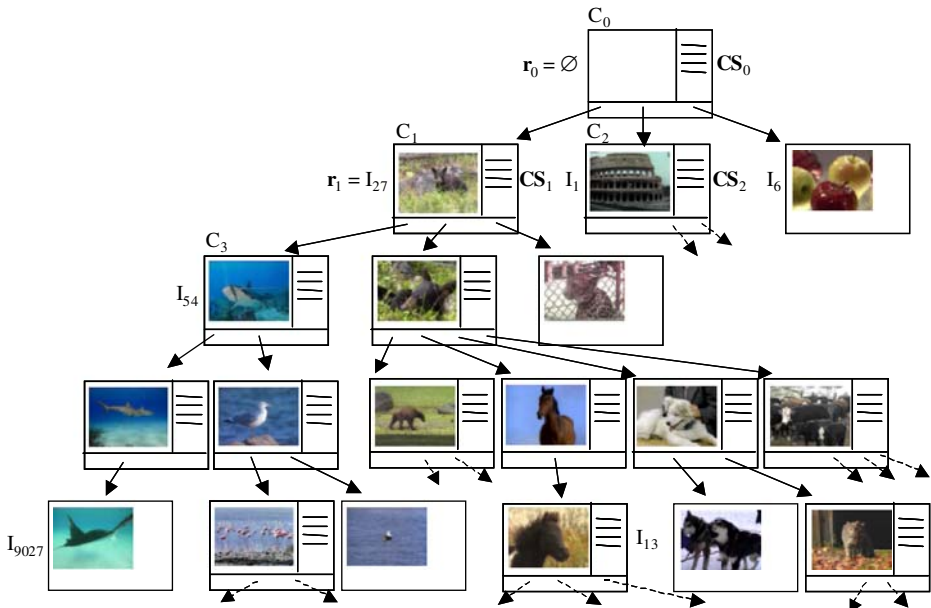 C0
r0 = ∅
CS0
C1
C2
r1 = I27
CS1
I1
CS2
I6
C3
I54
I9027
I13